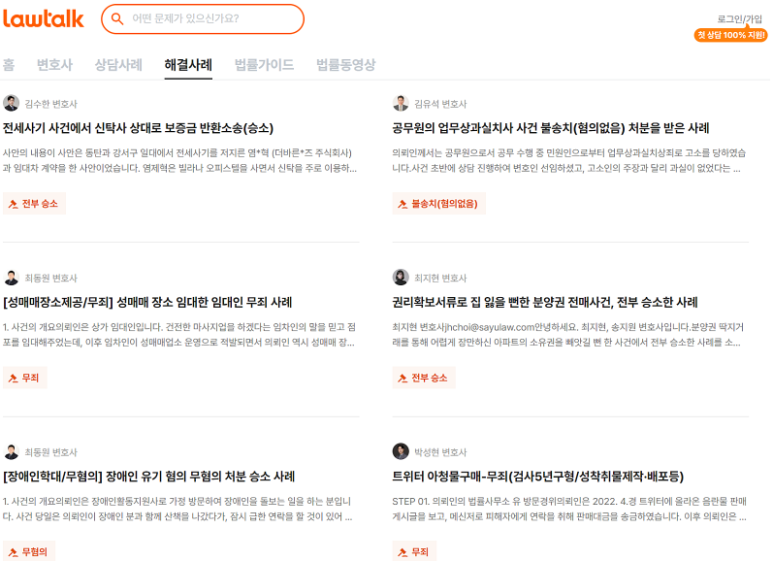 lawtalk
어떤 문제가 있으신가요?
로그인/가입
첫 상담 100% 지원!
홈 변호사 상담사례 해결사례 법률가이드 법률동영상
김수한 변호사
전세사기 사건에서 신탁사 상대로 보증금 반환소송(승소)
사안의 내용이 사안은 동탄과 강서구 일대에서 전세사기를 저지른 염*혁 (더바른*즈 주식회사)
과 임대차 계약을 한 사안이었습니다. 염제혁은 빌라나 오피스텔을 사면서 신탁을 주로 이용하...
전부 승소
김유석 변호사
공무원의 업무상과실치사 사건 불송치(혐의없음) 처분을 받은 사례
의뢰인께서는 공무원으로서 공무 수행 중 민원인으로부터 업무상과실치상죄로 고소를 당하였습
니다.사건 초반에 상담 진행하여 변호인 선임하셨고, 고소인의 주장과 달리 과실이 없었다는 ...
불송치(혐의없음)
최동원 변호사
[성매매장소제공/무죄] 성매매 장소 임대한 임대인 무죄 사례
1. 사건의 개요의뢰인은 상가 임대인입니다. 건전한 마사지업을 하겠다는 임차인의 말을 믿고 점
포를 임대해주었는데, 이후 임차인이 성매매업소 운영으로 적발되면서 의뢰인 역시 성매매 장...
무죄
최지현 변호사
권리확보서류로 집 잃을 뻔한 분양권 전매사건, 전부 승소한 사례
최지현 변호사jhchoi@sayulaw.com안녕하세요. 최지현, 송지원 변호사입니다.분양권 딱지거
래를 통해 어렵게 장만하신 아파트의 소유권을 빼앗길 뻔 한 사건에서 전부 승소한 사례를 소...
전부 승소
최동원 변호사
[장애인학대/무혐의] 장애인 유기 혐의 무혐의 처분 승소 사례
1. 사건의 개요의뢰인은 장애인활동지원사로 가정 방문하여 장애인을 돌보는 일을 하는 분입니
다. 사건 당일은 의뢰인이 장애인 분과 함께 산책을 나갔다가, 잠시 급한 연락을 할 것이 있어 ...
무혐의
박성현 변호사
트위터 아청물구매-무죄(검사5년구형/성착취물제작·배포등)
STEP 01. 의뢰인의 법률사무소 유 방문경위의뢰인은 2022. 4.경 트위터에 올라온 음란물 판매
게시글을 보고, 메신저로 피해자에게 연락을 취해 판매대금을 송금하였습니다. 이후 의뢰인은 ...
무죄